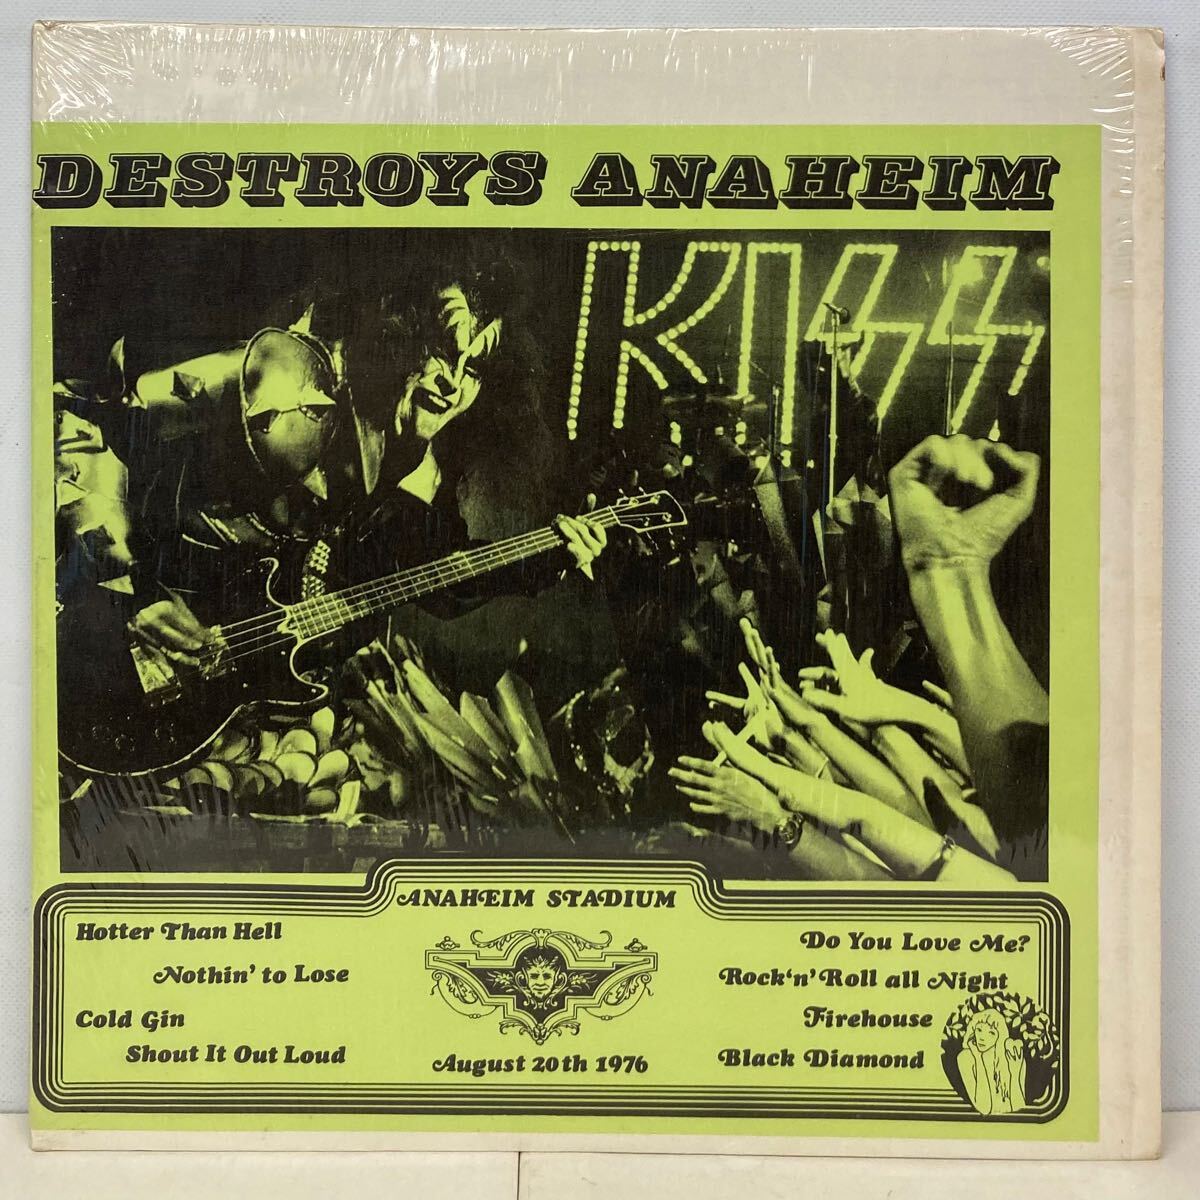 DESTROYS ANAHEIM
KISS
ANAHEIM STADIUM
Hotter Than Hell
Nothin' to Lose
Cold Gin
Shout It Out Loud
August 20th 1976
Do You Love Me?
Rock'n'Roll all Night
Firehouse
Black Diamond